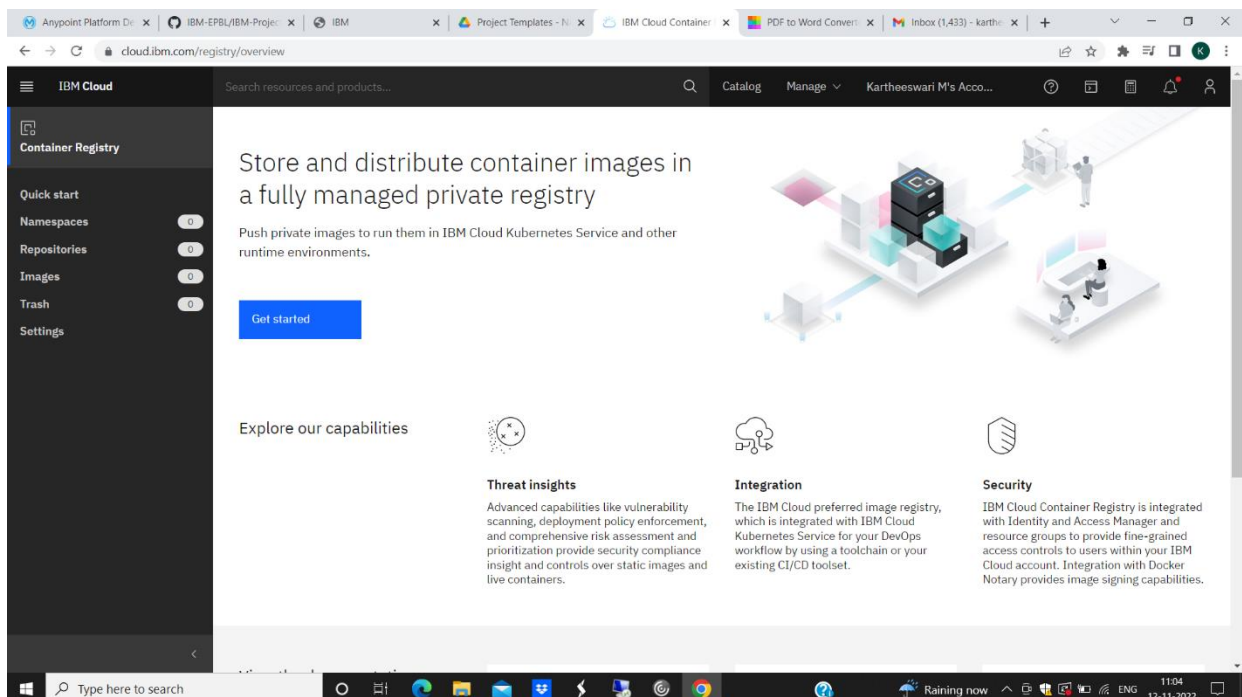 Anypoint Platform De
IBM-EPBL/IBM-Projec
IBM
Project Templates - N
IBM Cloud Container
PDF to Word Convert
Inbox (1,433) - karthe
cloud.ibm.com/registry/overview
K
IBM Cloud
Search resources and products...
Catalog
Manage
Kartheeswari M's Acco...
Container Registry
Quick start
Namespaces 0
Repositories 0
Images 0
Trash 0
Settings
Store and distribute container images in
a fully managed private registry
Push private images to run them in IBM Cloud Kubernetes Service and other
runtime environments.
Get started
Explore our capabilities
Threat insights
Advanced capabilities like vulnerability
scanning, deployment policy enforcement,
and comprehensive risk assessment and
prioritization provide security compliance
insight and controls over static images and
live containers.
Integration
The IBM Cloud preferred image registry,
which is integrated with IBM Cloud
Kubernetes Service for your DevOps
workflow by using a toolchain or your
existing CI/CD toolset.
Security
IBM Cloud Container Registry is integrated
with Identity and Access Manager and
resource groups to provide fine-grained
access controls to users within your IBM
Cloud account. Integration with Docker
Notary provides image signing capabilities.
Type here to search
Raining now
ENG
11:04
12-11-2022